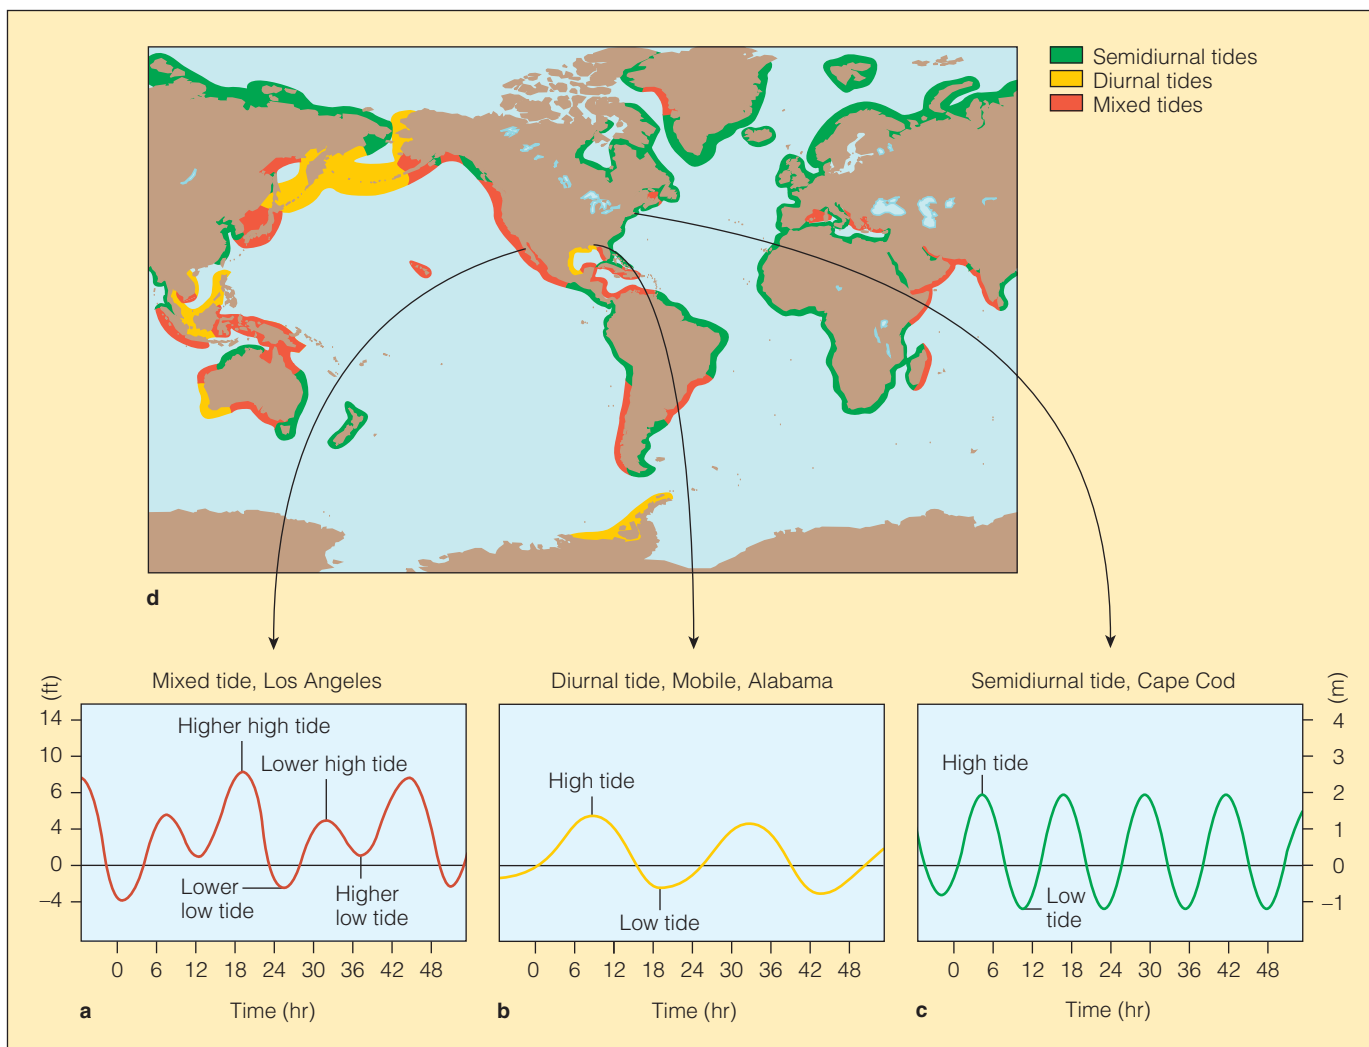 Semidiurnal tides
Diurnal tides
Mixed tides
d
Mixed tide, Los Angeles
(ft)
14
10
6
4
0
–4
Higher high tide
Lower high tide
Lower
low tide
Higher
low tide
0 6 12 18 24 30 36 42 48
a
Time (hr)
Diurnal tide, Mobile, Alabama
High tide
Low tide
0 6 12 18 24 30 36 42 48
b
Time (hr)
Semidiurnal tide, Cape Cod
High tide
Low
tide
(m)
4
3
2
1
0
–1
0 6 12 18 24 30 36 42 48
c
Time (hr)